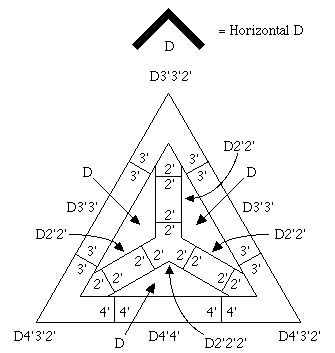 = Horizontal D
D
D3'3'2'
D2'2'
3' 3'
3' 2' 3'
D 2' D
D3'3' D3'3'
2'
D2'2' 2' D2'2'
3' 2' 2' 3'
3' 2' 2' 2' 2' 3'
2' 2'
4' 4' D 4' 4'
D4'3'2' D4'4' D2'2'2' D4'3'2'